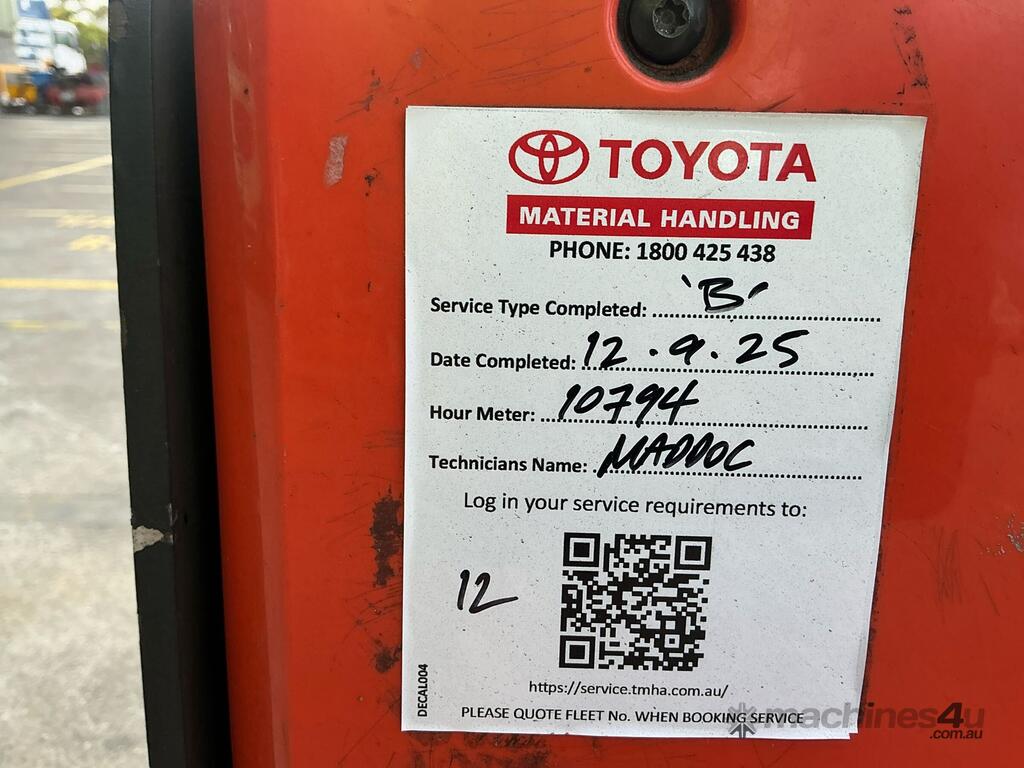 TOYOTA
MATERIAL HANDLING
PHONE: 1800 425 438
Service Type Completed: 'B'
Date Completed: 12.9.25
Hour Meter: 10794
Technicians Name: MADDOC
Log in your service requirements to:
12
https://service.tmha.com.au/
PLEASE QUOTE FLEET No. WHEN BOOKING SERVICE
DECAL004
machines4u
.com.au